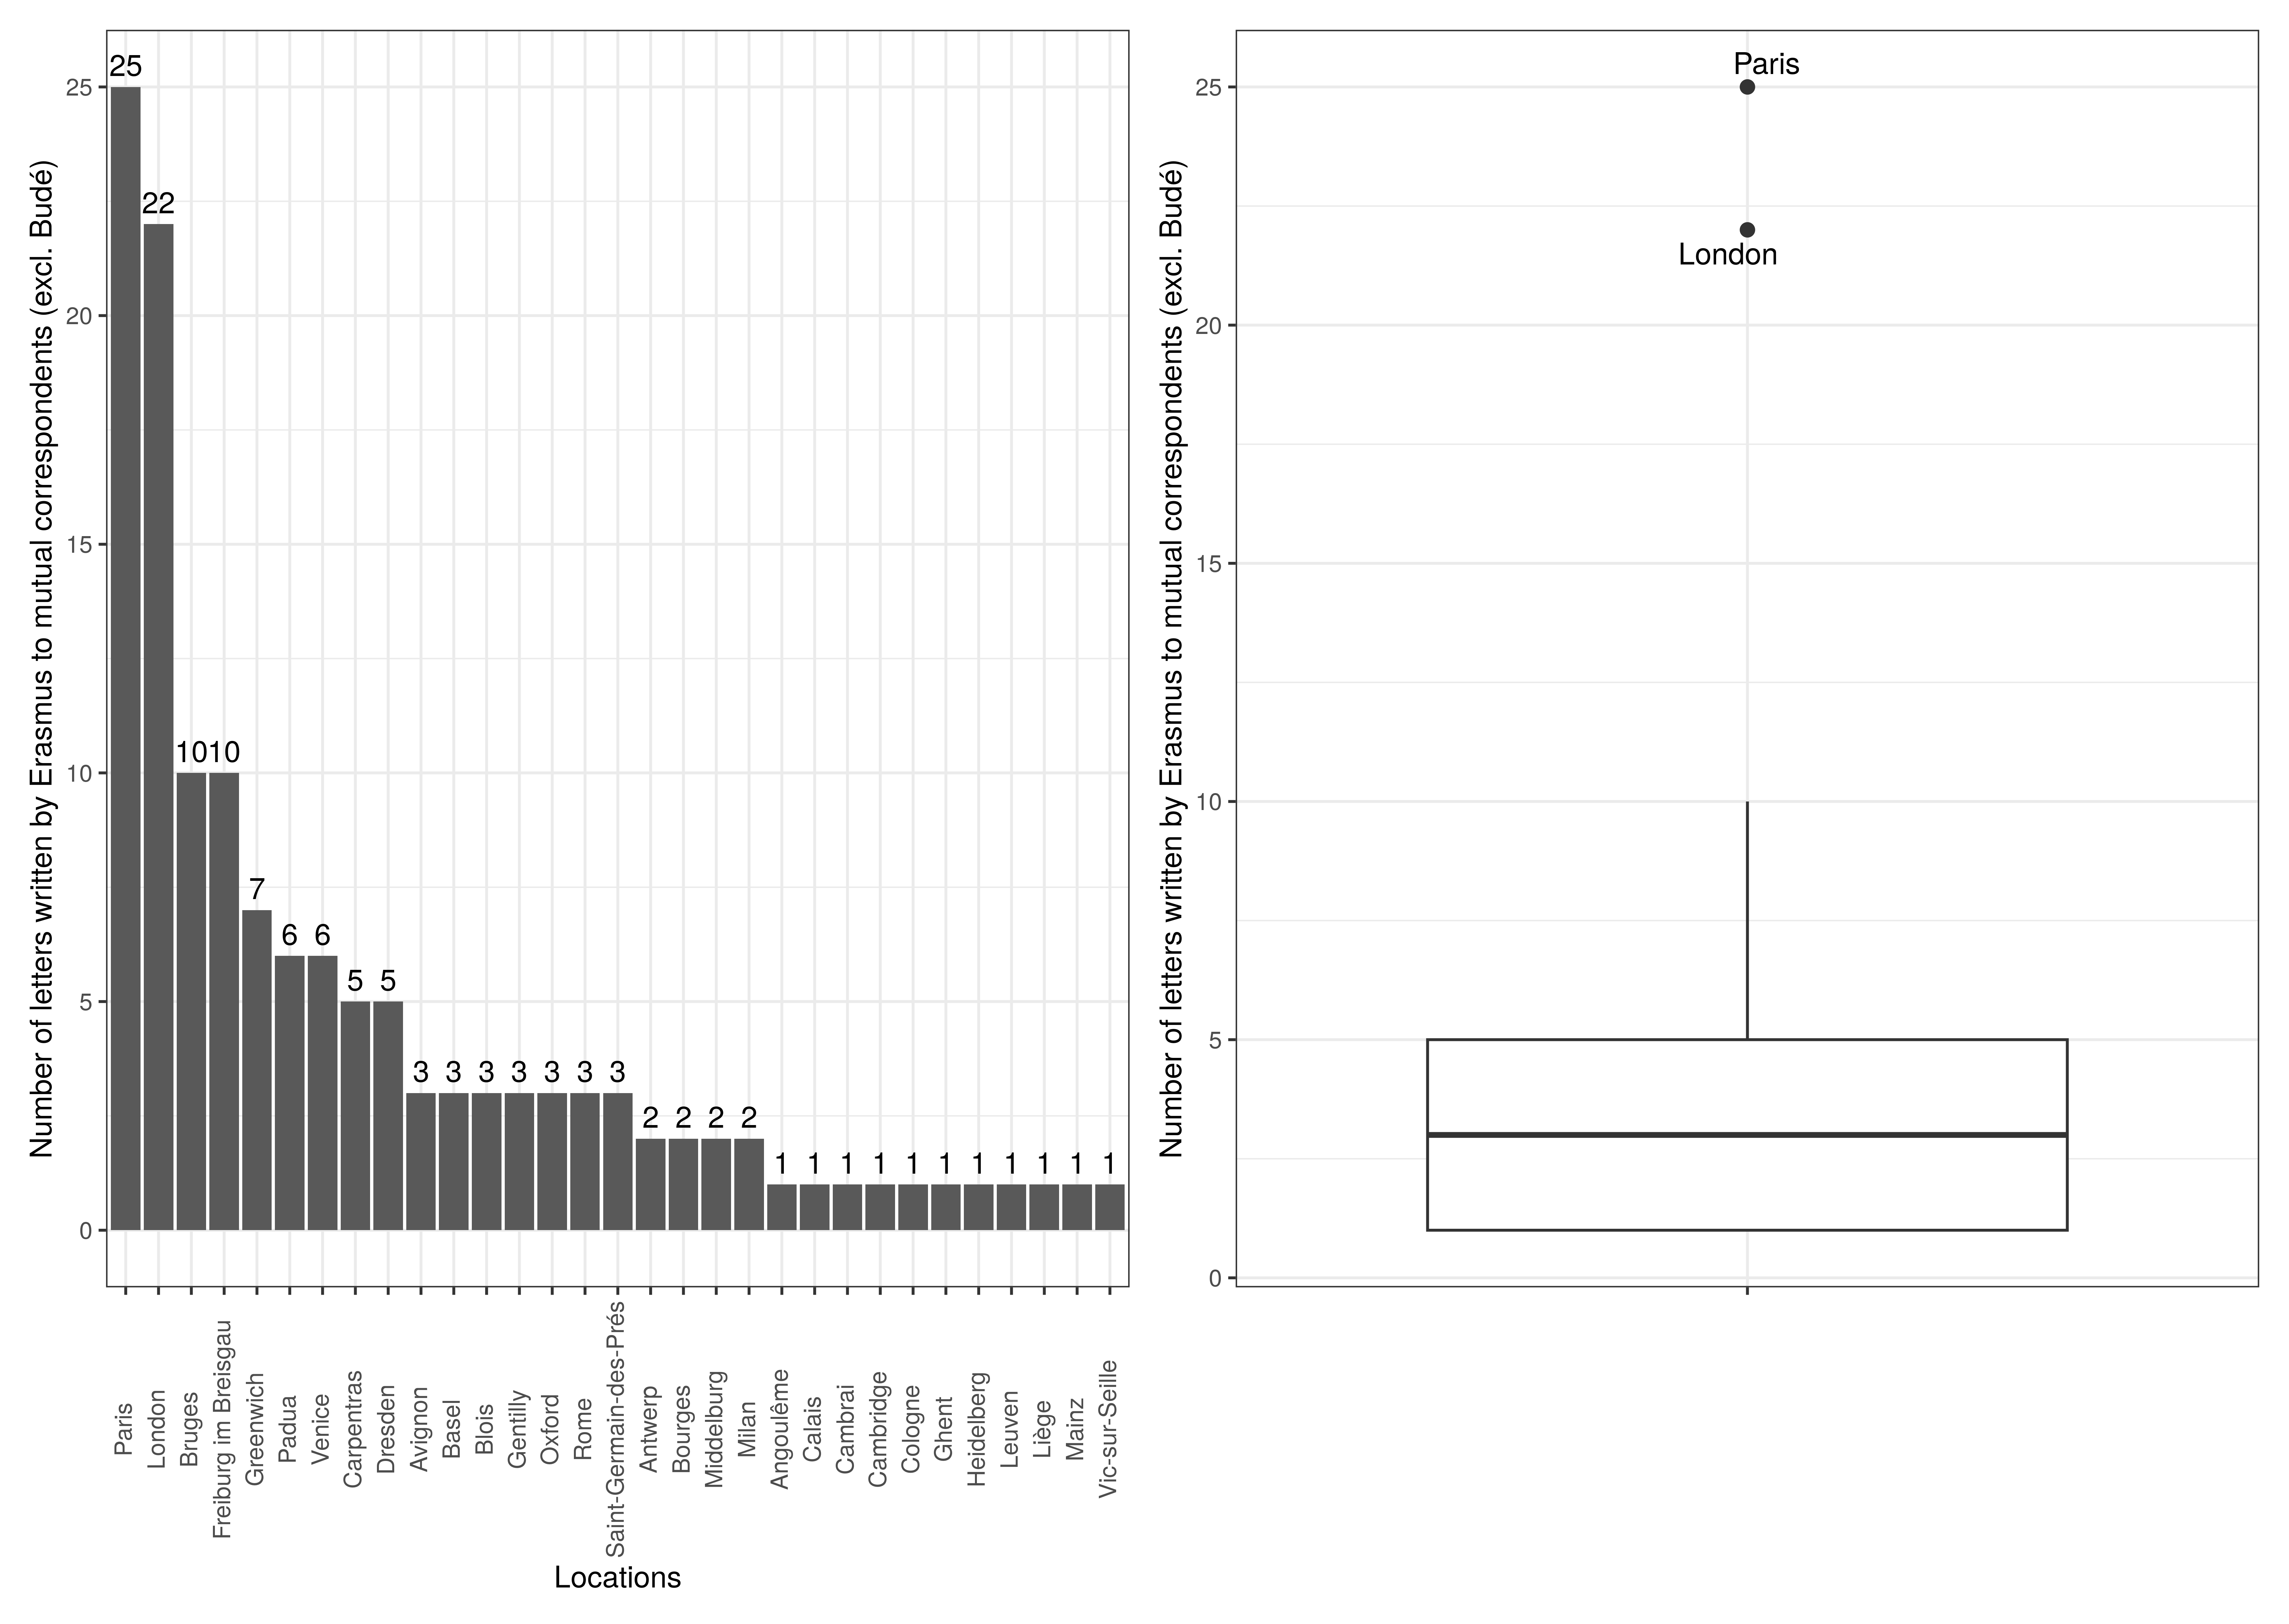 Number of letters written by Erasmus to mutual correspondents (excl. Budé)
25
20
15
10
5
0
25
22
10
10
7
6
6
5
5
3
3
3
3
3
3
3
2
2
2
2
1
1
1
1
1
1
1
1
1
1
1
Paris
London
Bruges
Freiburg im Breisgau
Greenwich
Padua
Venice
Carpentras
Dresden
Avignon
Basel
Blois
Gentilly
Oxford
Rome
Saint-Germain-des-Prés
Antwerp
Bourges
Middelburg
Milan
Angoulême
Calais
Cambrai
Cambridge
Cologne
Ghent
Heidelberg
Leuven
Liège
Mainz
Vic-sur-Seille
Locations
Number of letters written by Erasmus to mutual correspondents (excl. Budé)
25
20
15
10
5
0
Paris
London